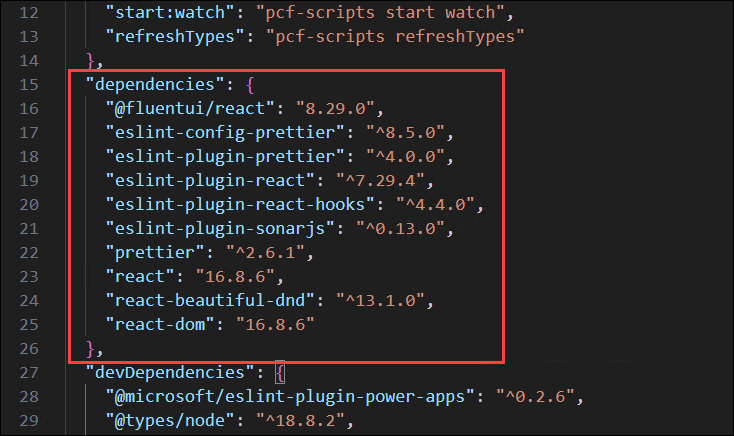 12 "start:watch": "pcf-scripts start watch",
13 "refreshTypes": "pcf-scripts refreshTypes"
14 },
15 "dependencies": {
16 "@fluentui/react": "8.29.0",
17 "eslint-config-prettier": "^8.5.0",
18 "eslint-plugin-prettier": "^4.0.0",
19 "eslint-plugin-react": "^7.29.4",
20 "eslint-plugin-react-hooks": "^4.4.0",
21 "eslint-plugin-sonarjs": "^0.13.0",
22 "prettier": "^2.6.1",
23 "react": "16.8.6",
24 "react-beautiful-dnd": "^13.1.0",
25 "react-dom": "16.8.6"
26 },
27 "devDependencies": {
28 "@microsoft/eslint-plugin-power-apps": "^0.2.6",
29 "@types/node": "^18.8.2",